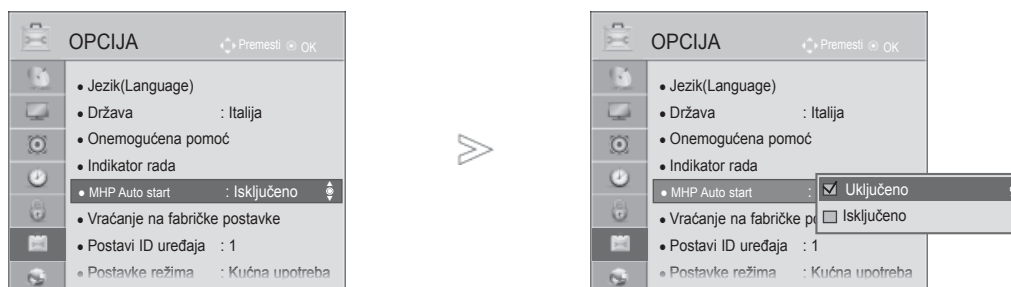 OPCIJA Premesti OK
• Jezik(Language)
• Država : Italija
• Onemogućena pomoć
• Indikator rada
• MHP Auto start : Isključeno
• Vraćanje na fabričke postavke
• Postavi ID uređaja : 1
• Postavke režima : Kućna upotreba
OPCIJA Premesti OK
• Jezik(Language)
• Država : Italija
• Onemogućena pomoć
• Indikator rada
• MHP Auto start :
Uključeno
• Vraćanje na fabričke po
Isključeno
• Postavi ID uređaja : 1
• Postavke režima : Kućna upotreba